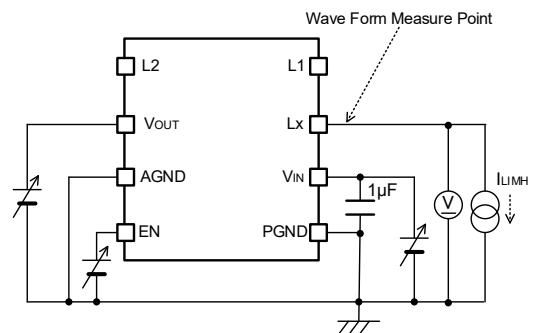 Wave Form Measure Point
L2
L1
VOUT
Lx
AGND
VIN
1µF
ILIMH
V
EN
PGND